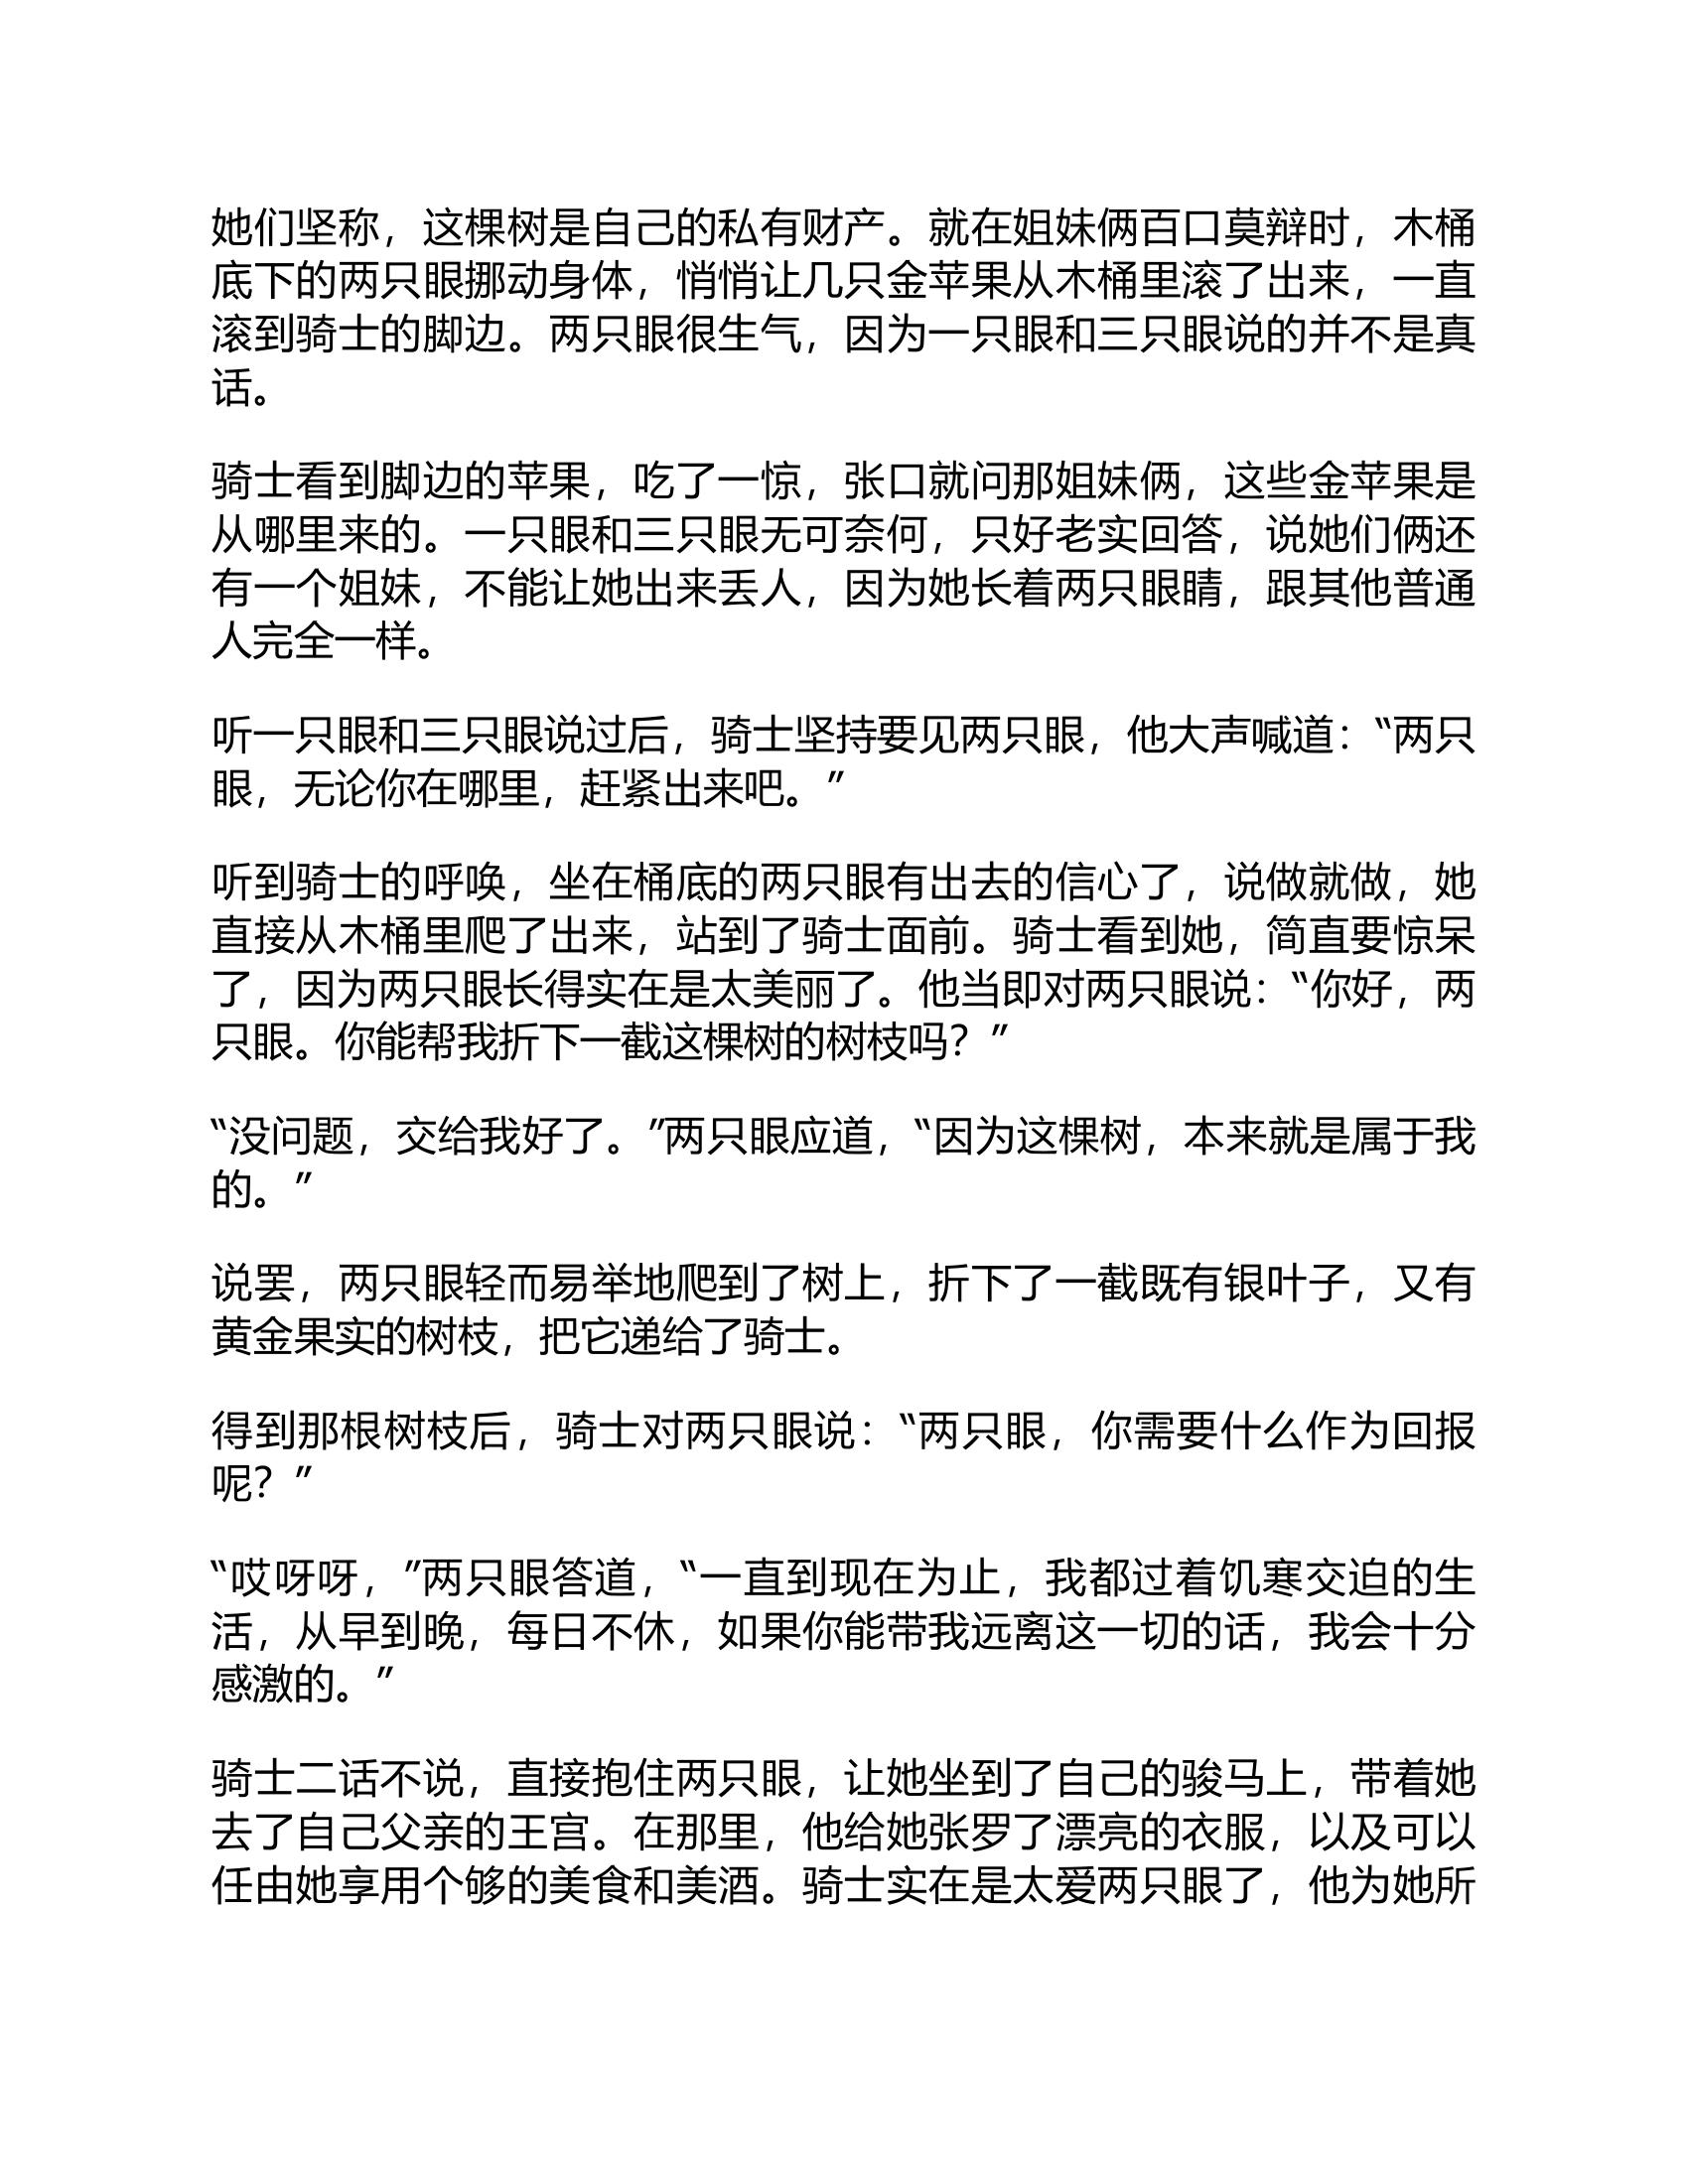 她们坚称，这棵树是自己的私有财产。就在姐妹俩百口莫辩时，木桶
底下的两只眼挪动身体，悄悄让几只金苹果从木桶里滚了出来，一直
滚到骑士的脚边。两只眼很生气，因为一只眼和三只眼说的并不是真
话。
骑士看到脚边的苹果，吃了一惊，张口就问那姐妹俩，这些金苹果是
从哪里来的。一只眼和三只眼无可奈何，只好老实回答，说她们俩还
有一个姐妹，不能让她出来丢人，因为她长着两只眼睛，跟其他普通
人完全一样。
听一只眼和三只眼说过后，骑士坚持要见两只眼，他大声喊道：“两只
眼，无论你在哪里，赶紧出来吧。”
听到骑士的呼唤，坐在桶底的两只眼有出去的信心了，说做就做，她
直接从木桶里爬了出来，站到了骑士面前。骑士看到她，简直要惊呆
了，因为两只眼长得实在是太美丽了。他当即对两只眼说：“你好，两
只眼。你能帮我折下一截这棵树的树枝吗？”
“没问题，交给我好了。”两只眼应道，“因为这棵树，本来就是属于我
的。”
说罢，两只眼轻而易举地爬到了树上，折下了一截既有银叶子，又有
黄金果实的树枝，把它递给了骑士。
得到那根树枝后，骑士对两只眼说：“两只眼，你需要什么作为回报
呢？”
“哎呀呀，”两只眼答道，“一直到现在为止，我都过着饥寒交迫的生
活，从早到晚，每日不休，如果你能带我远离这一切的话，我会十分
感激的。”
骑士二话不说，直接抱住两只眼，让她坐到了自己的骏马上，带着她
去了自己父亲的王宫。在那里，他给她张罗了漂亮的衣服，以及可以
任由她享用个够的美食和美酒。骑士实在是太爱两只眼了，他为她所